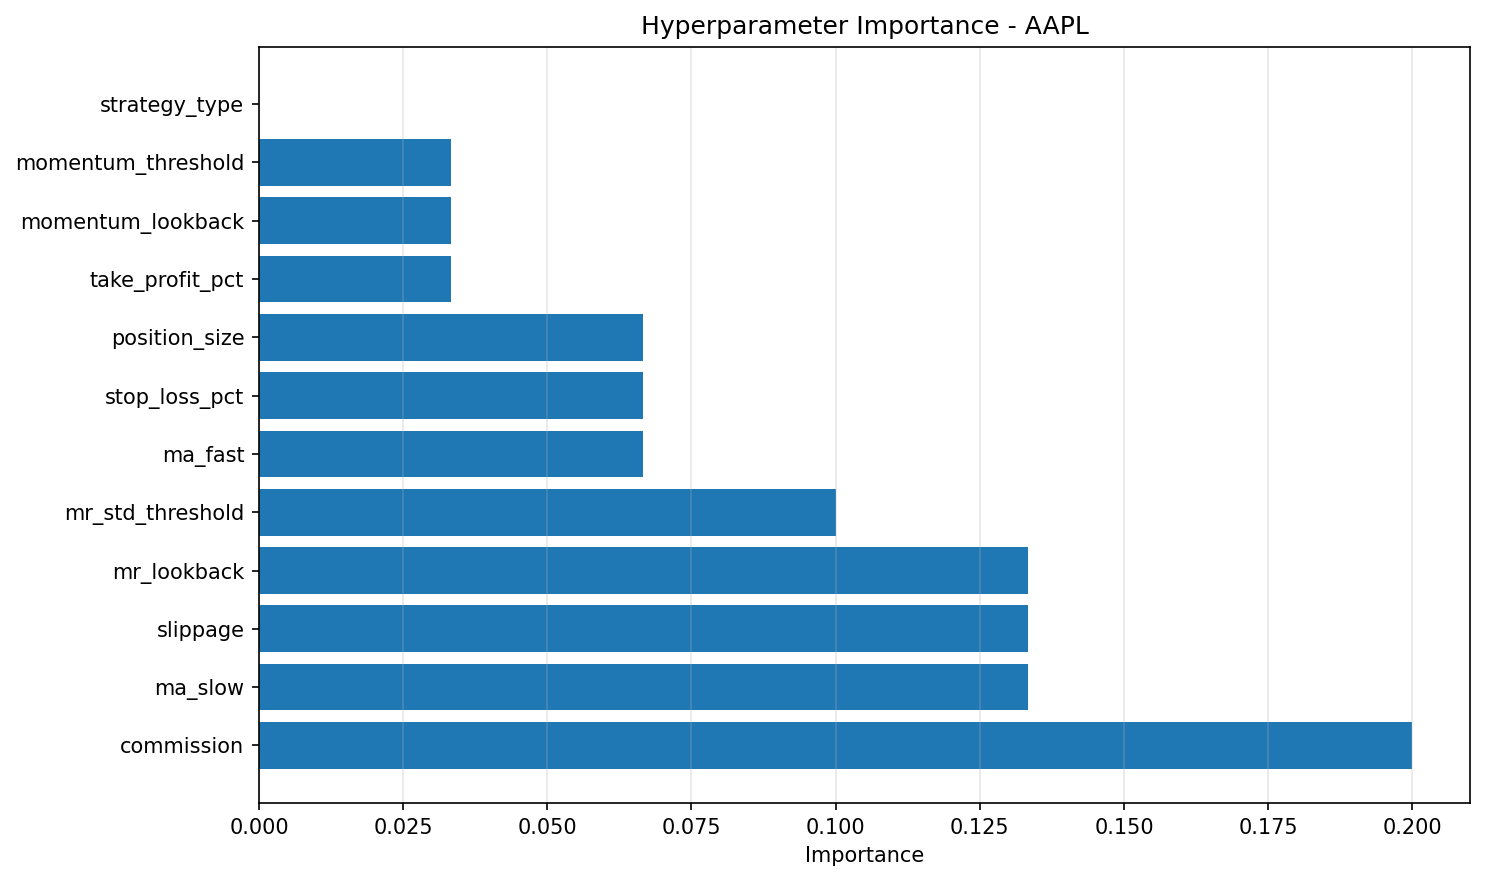 Hyperparameter Importance - AAPL
strategy_type
momentum_threshold
momentum_lookback
take_profit_pct
position_size
stop_loss_pct
ma_fast
mr_std_threshold
mr_lookback
slippage
ma_slow
commission
0.000 0.025 0.050 0.075 0.100 0.125 0.150 0.175 0.200
Importance